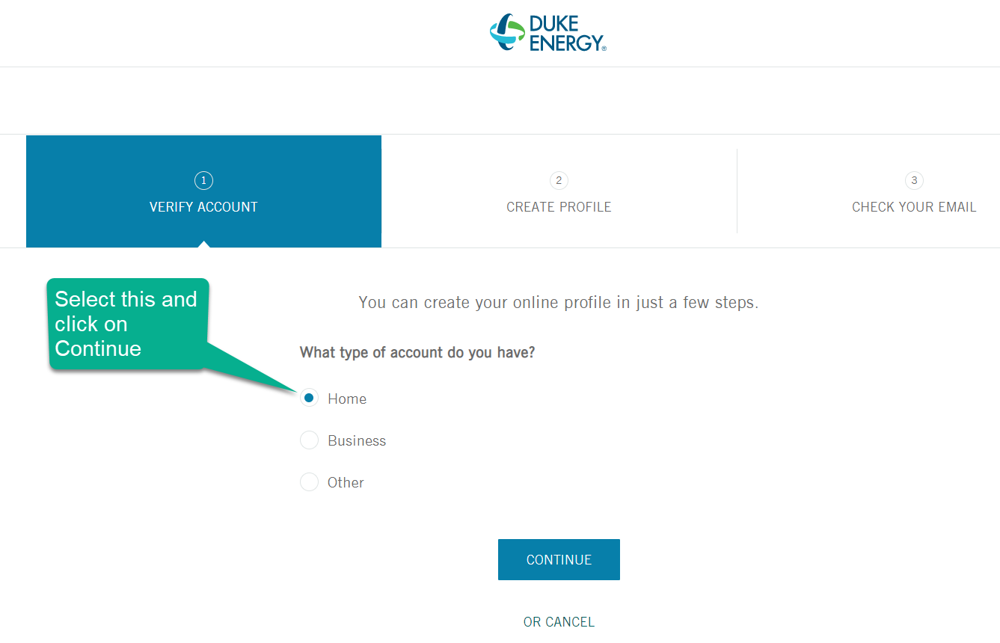 DUKE
ENERGY®
1
VERIFY ACCOUNT
2
CREATE PROFILE
3
CHECK YOUR EMAIL
Select this and
click on
Continue
You can create your online profile in just a few steps.
What type of account do you have?
Home
Business
Other
CONTINUE
OR CANCEL